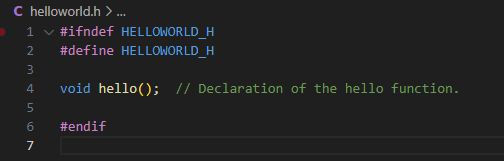 C helloworld.h > ...
1 #ifndef HELLOWORLD_H
2 #define HELLOWORLD_H
3
4 void hello();  // Declaration of the hello function.
5
6 #endif
7